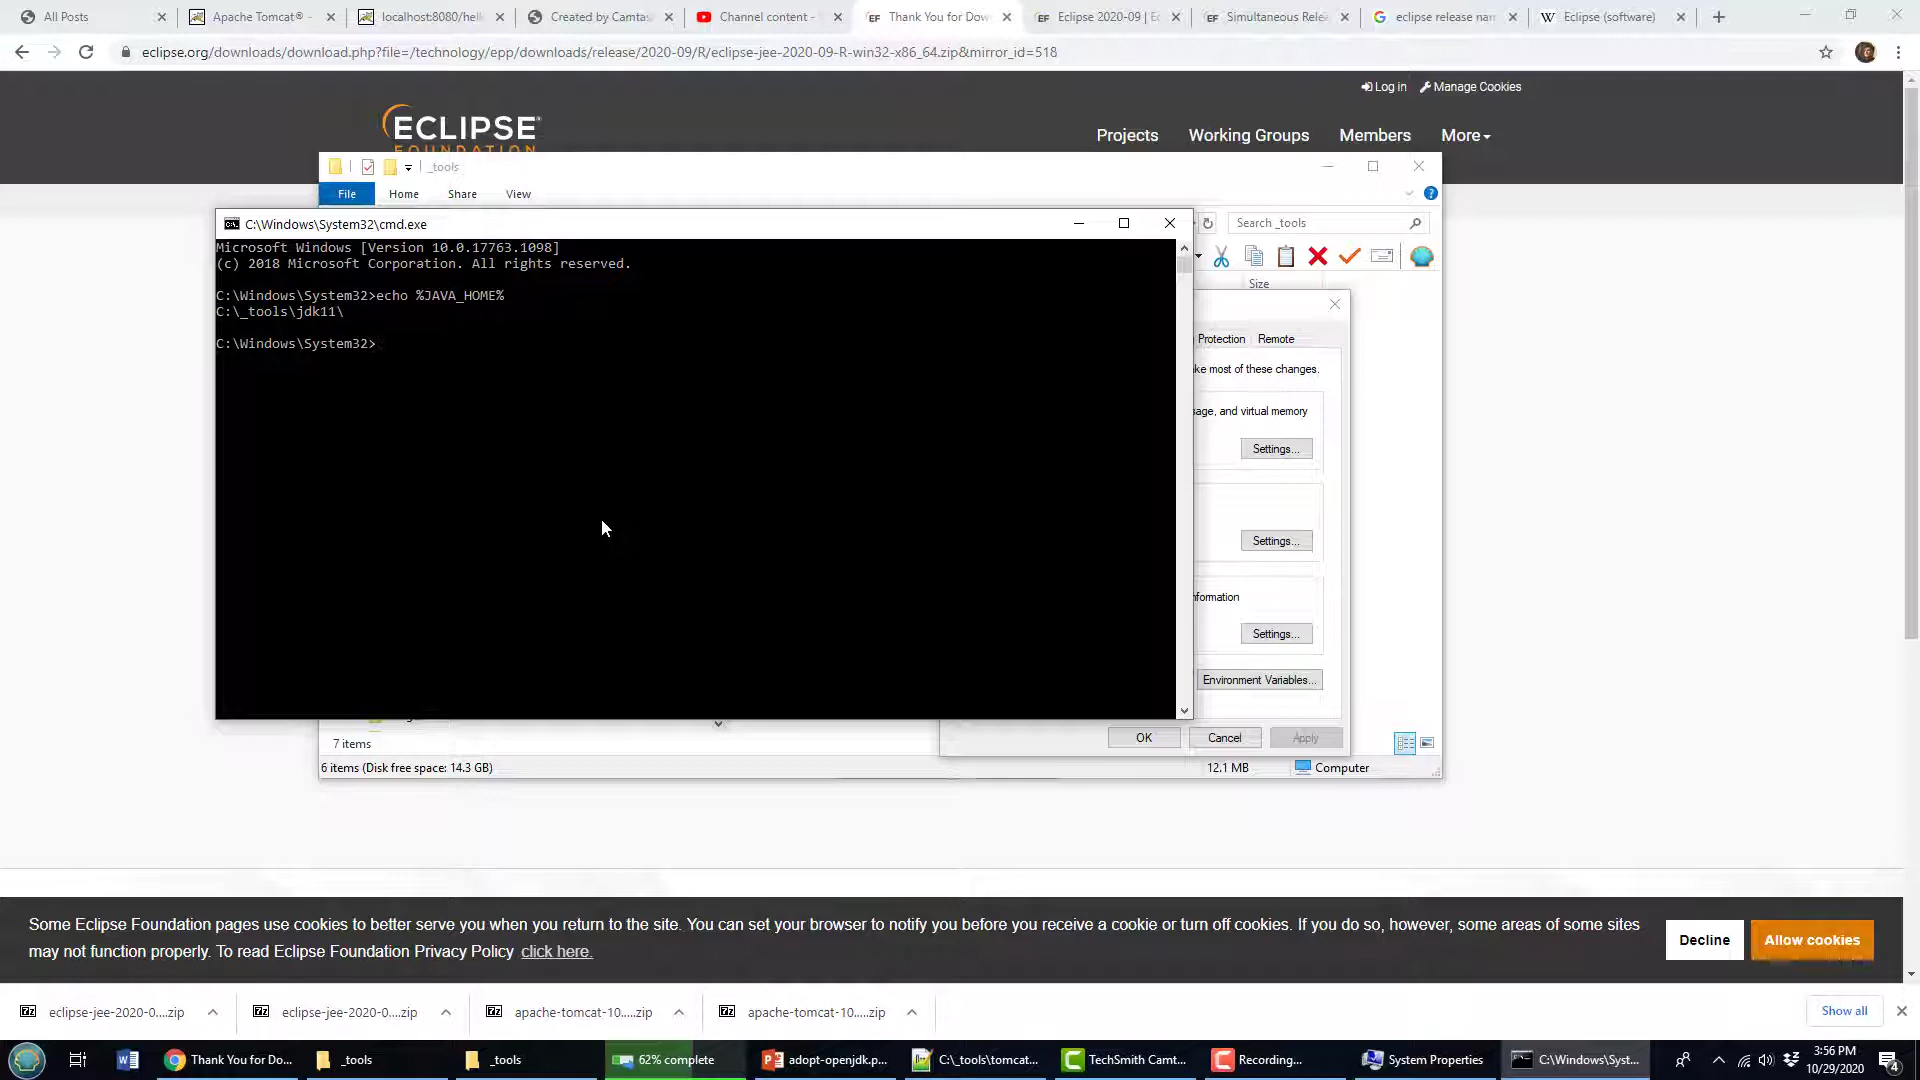 All Posts
Apache Tomcat® -
localhost:8080/hell
Created by Camtas
Channel content -
Thank You for Dow
Eclipse 2020-09 | Ec
Simultaneous Relea
eclipse release nam
Eclipse (software)
eclipse.org/downloads/download.php?file=/technology/epp/downloads/release/2020-09/R/eclipse-jee-2020-09-R-win32-x86_64.zip&mirror_id=518
Log in
Manage Cookies
ECLIPSE
FOUNDATION
Projects
Working Groups
Members
More
_tools
File
Home
Share
View
C:\Windows\System32\cmd.exe
Search _tools
Microsoft Windows [Version 10.0.17763.1098]
(c) 2018 Microsoft Corporation. All rights reserved.
C:\Windows\System32>echo %JAVA_HOME%
C:\_tools\jdk11\
C:\Windows\System32>
Size
Protection
Remote
ke most of these changes.
sage, and virtual memory
Settings...
Settings...
nformation
Settings...
Environment Variables...
OK
Cancel
Apply
7 items
6 items (Disk free space: 14.3 GB)
12.1 MB
Computer
Some Eclipse Foundation pages use cookies to better serve you when you return to the site. You can set your browser to notify you before you receive a cookie or turn off cookies. If you do so, however, some areas of some sites
may not function properly. To read Eclipse Foundation Privacy Policy click here.
Decline
Allow cookies
eclipse-jee-2020-0....zip
eclipse-jee-2020-0....zip
apache-tomcat-10.....zip
apache-tomcat-10.....zip
Show all
Thank You for Do...
_tools
_tools
62% complete
adopt-openjdk.p...
C:\_tools\tomcat...
TechSmith Camt...
Recording...
System Properties
C:\Windows\Syst...
3:56 PM
10/29/2020
4